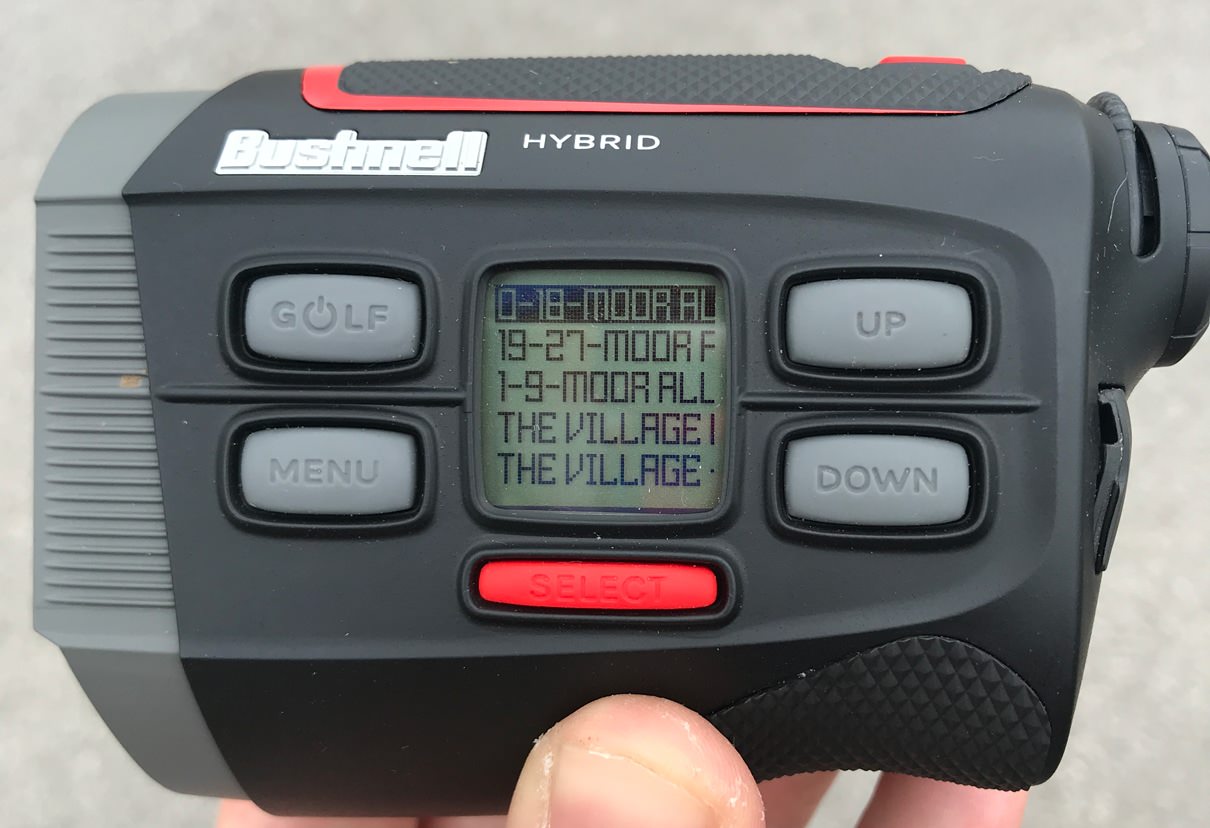 Bushnell HYBRID
GOLF
MENU
0-18-MOOR AL
19-27-MOOR F
1-9-MOOR ALL
THE VILLAGE
THE VILLAGE
UP
DOWN
SELECT